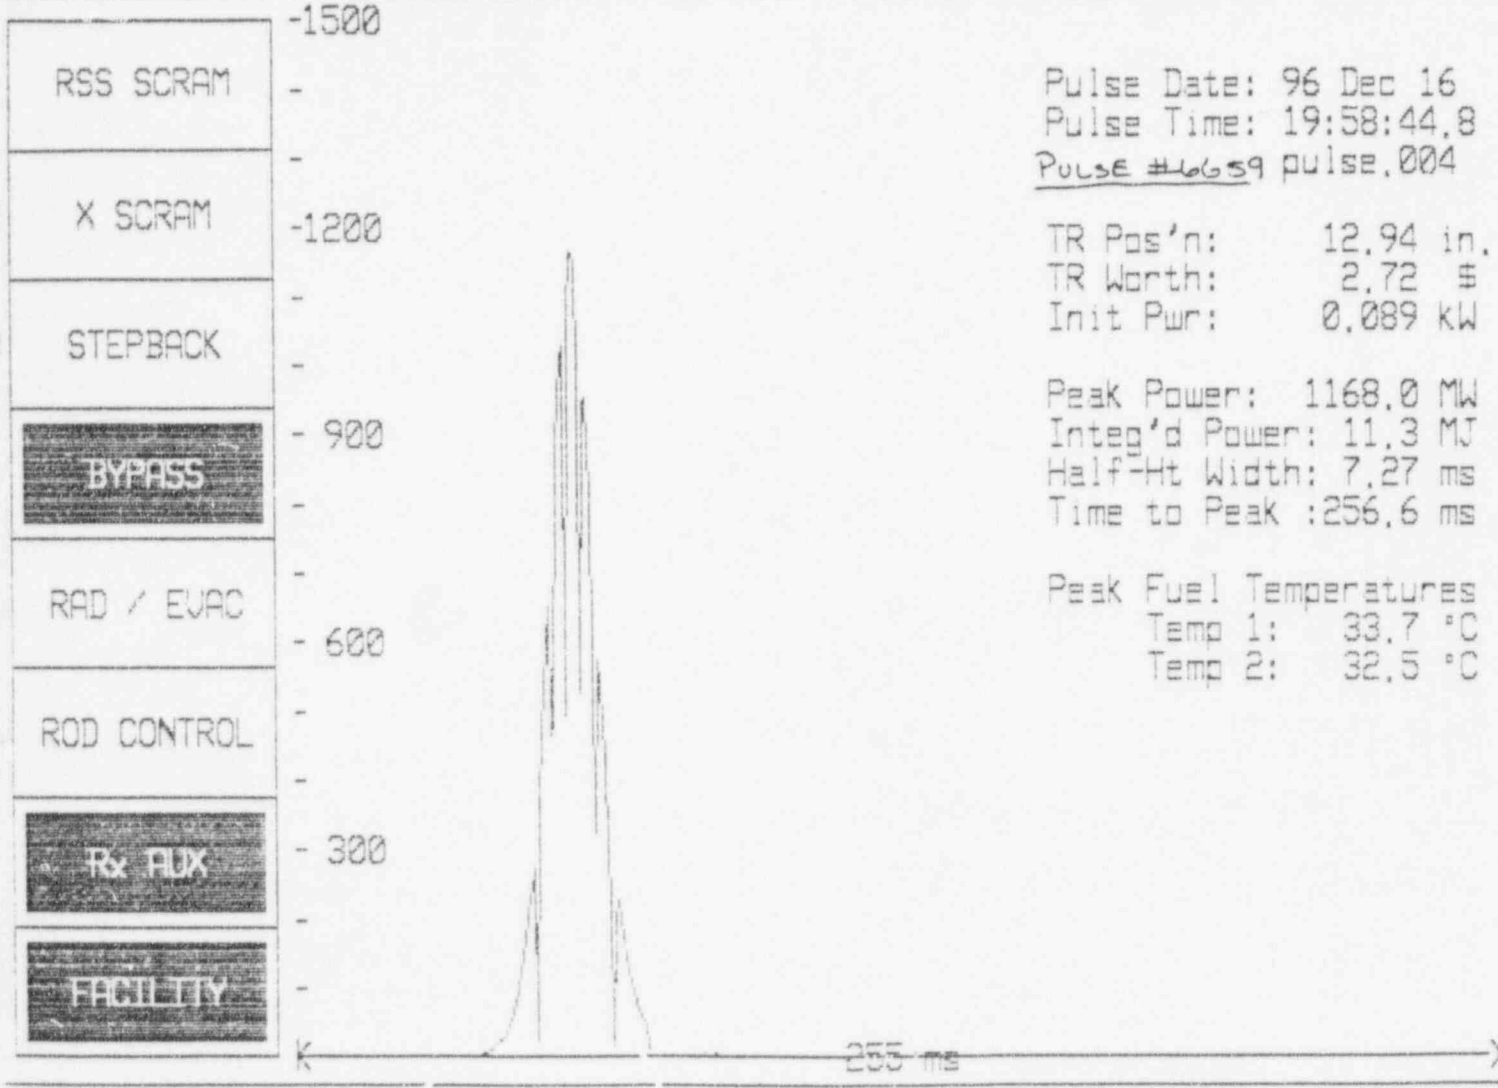 RSS SCRAM
X SCRAM
STEPBACK
BYPASS
RAD / EVAC
ROD CONTROL
Rx AUX
FACILITY
-1500
-1200
- 900
- 600
- 300
255 ms
Pulse Date: 96 Dec 16
Pulse Time: 19:58:44.8
PULSE #6659 pulse.004
TR Pos'n: 12.94 in.
TR Worth: 2.72 $
Init Pwr: 0.089 kW
Peak Power: 1168.0 MW
Integ'd Power: 11.3 MJ
Half-Ht Width: 7.27 ms
Time to Peak :256.6 ms
Peak Fuel Temperatures
Temp 1: 33.7 °C
Temp 2: 32.5 °C